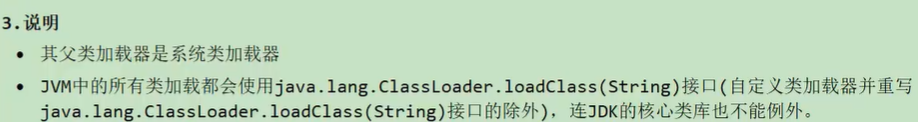 3.说明
• 其父类加载器是系统类加载器
• JVM中的所有类加载都会使用java.lang.ClassLoader.loadClass(String)接口(自定义类加载器并重写
java.lang.ClassLoader.loadClass(String)接口的除外), 连JDK的核心类库也不能例外。